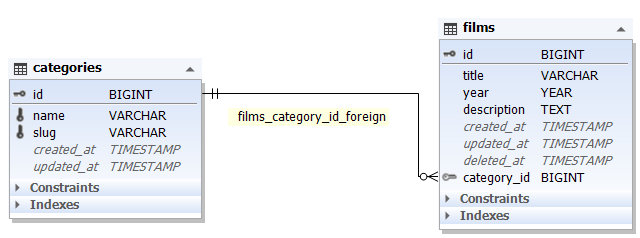 categories
id BIGINT
name VARCHAR
slug VARCHAR
created_at TIMESTAMP
updated_at TIMESTAMP
Constraints
Indexes
films_category_id_foreign
films
id BIGINT
title VARCHAR
year YEAR
description TEXT
created_at TIMESTAMP
updated_at TIMESTAMP
deleted_at TIMESTAMP
category_id BIGINT
Constraints
Indexes